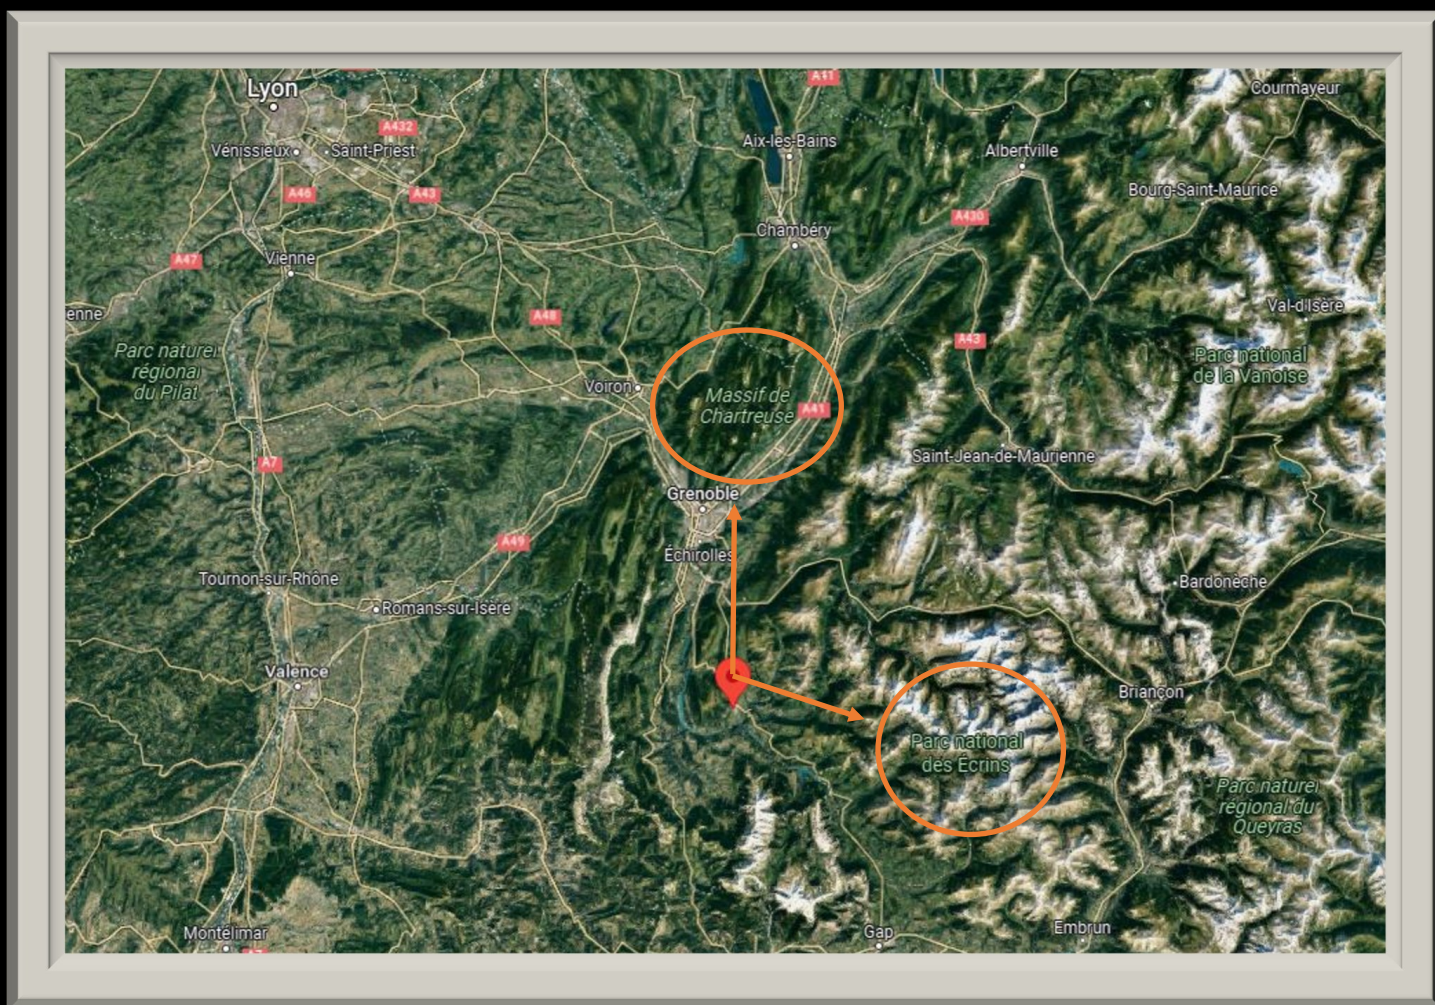 A41
Courmayeur
Lyon
A432
Aix-les-Bains
Vénissieux
Saint-Priest
Albertville
A46
A43
Bourg-Saint-Maurice
A430
Chambéry
A47
Vienne
Val-d'Isère
enne
A48
A43
Parc naturel
régional
du Pilat
Parc national
de la Vanoise
Voiron
Massif de
Chartreuse
A41
A7
Saint-Jean-de-Maurienne
Grenoble
A49
Échirolles
Tournon-sur-Rhône
Romans-sur-Isère
Bardonèche
Valence
Briançon
Parc national
des Écrins
Parc naturel
régional du
Queyras
Montélimar
Gap
Embrun